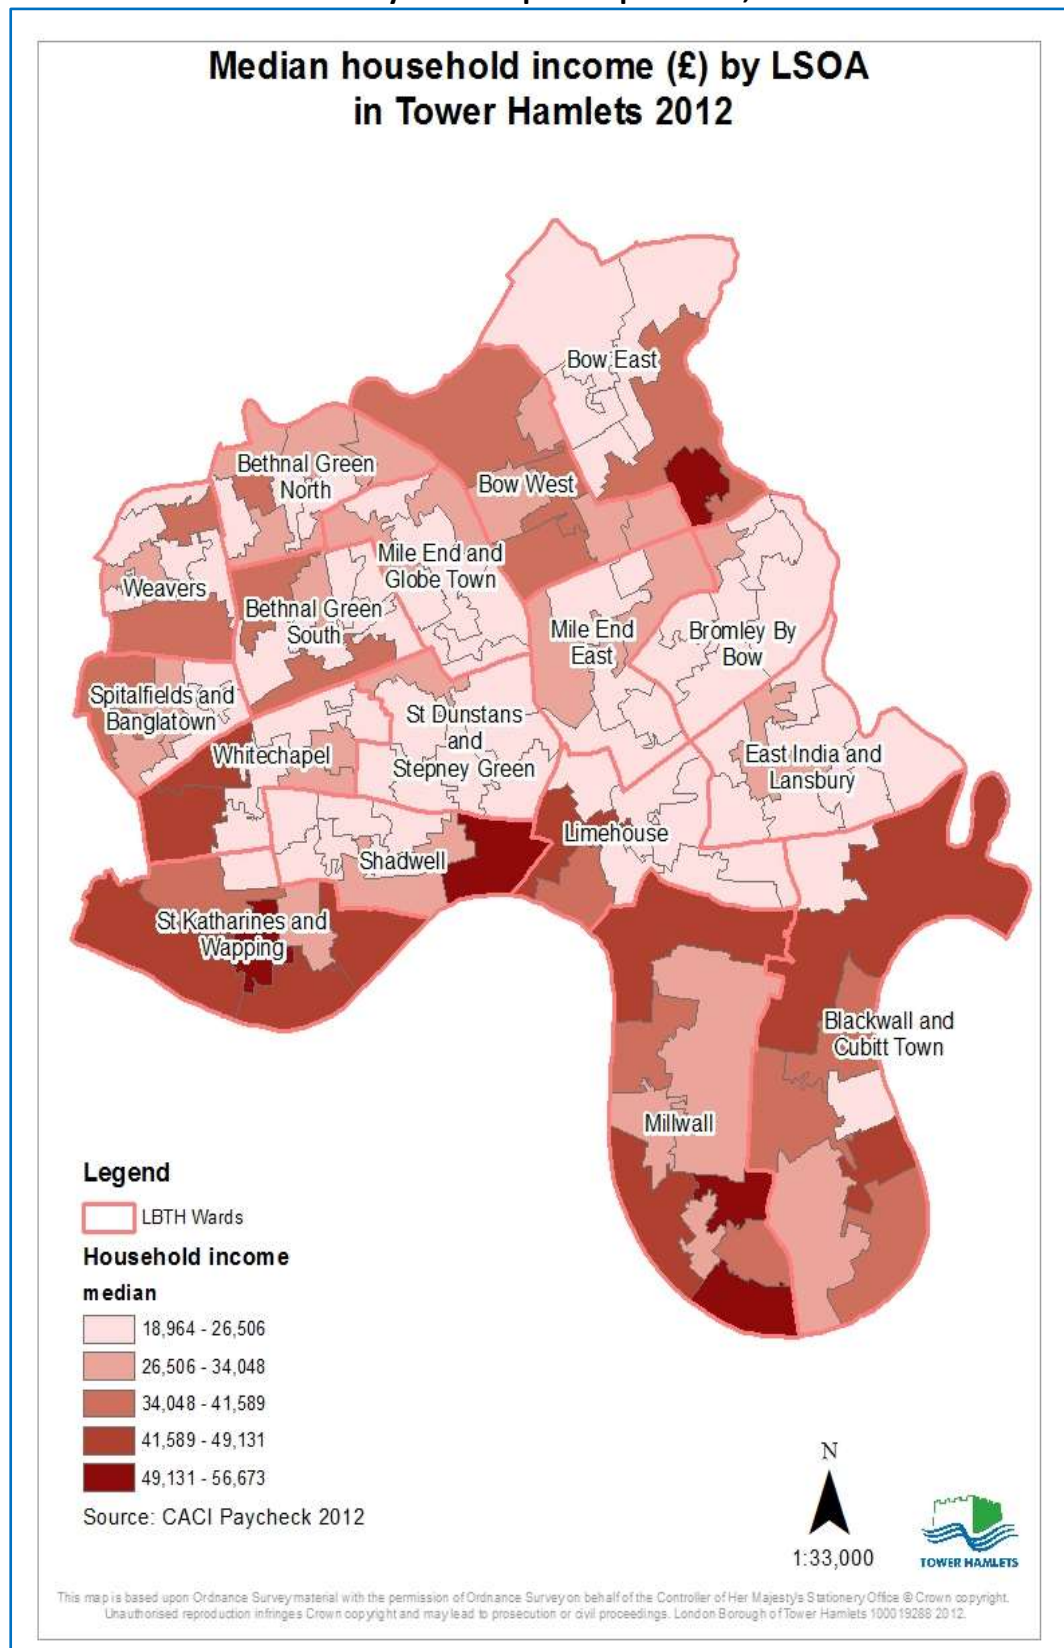 Median household income (£) by LSOA
in Tower Hamlets 2012
Bow East
Bethnal Green
North
Bow West
Mile End and
Globe Town
Weavers
Bethnal Green
South
Mile End
East
Bromley By
Bow
Spitalfields and
Banglatown
St Dunstans
and
Stepney Green
Whitechapel
East India and
Lansbury
Limehouse
Shadwell
St Katharines and
Wapping
Blackwall and
Cubitt Town
Millwall
Legend
LBTH Wards
Household income
median
18,964 - 26,506
26,506 - 34,048
34,048 - 41,589
41,589 - 49,131
49,131 - 56,673
Source: CACI Paycheck 2012
N
1:33,000
TOWER HAMLETS
This map is based upon Ordnance Survey material with the permission of Ordnance Survey on behalf of the Controller of Her Majesty's Stationery Office © Crown copyright.
Unauthorised reproduction infringes Crown copyright and may lead to prosecution or civil proceedings. London Borough of Tower Hamlets 100019288 2012.